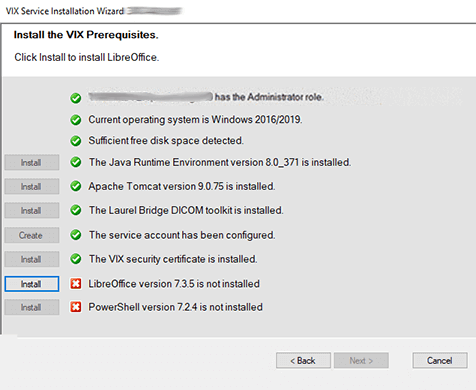 VIX Service Installation Wizard
Install the VIX Prerequisites.
Click Install to install LibreOffice.
has the Administrator role.
Current operating system is Windows 2016/2019.
Sufficient free disk space detected.
Install The Java Runtime Environment version 8.0_371 is installed.
Install Apache Tomcat version 9.0.75 is installed.
Install The Laurel Bridge DICOM toolkit is installed.
Create The service account has been configured.
Install The VIX security certificate is installed.
Install LibreOffice version 7.3.5 is not installed
Install PowerShell version 7.2.4 is not installed
< Back Next > Cancel